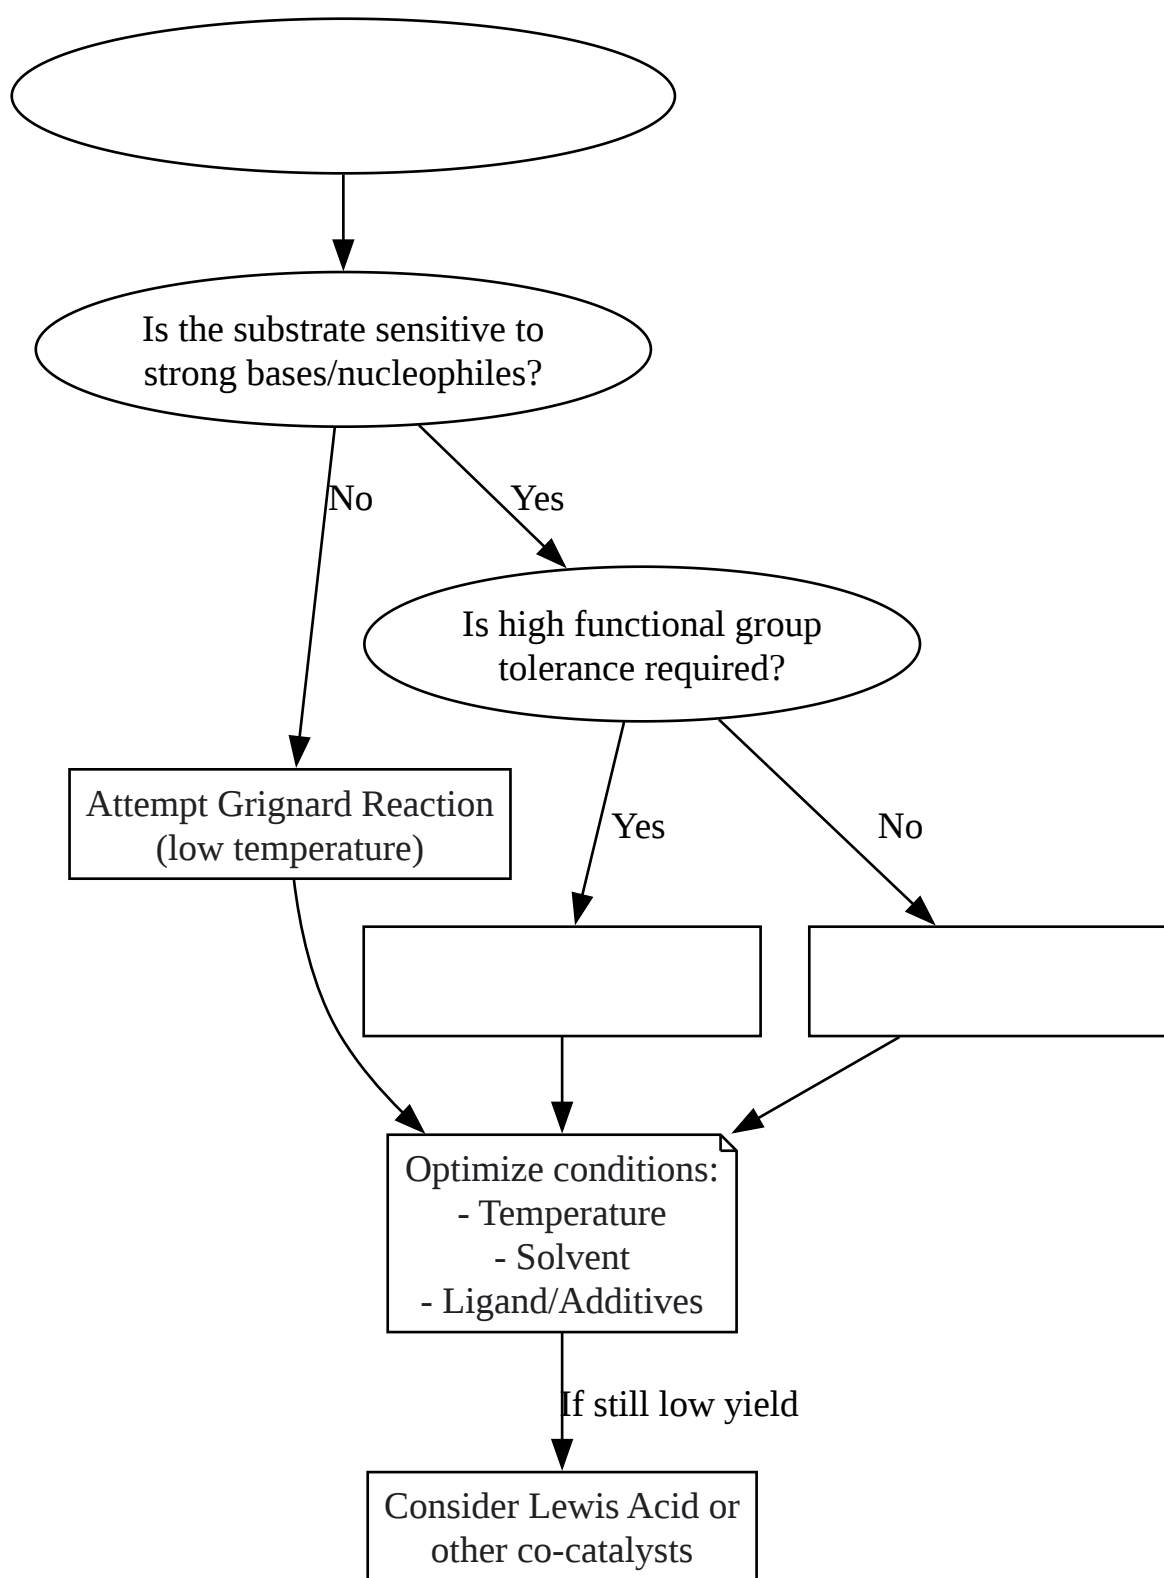 Is the substrate sensitive to
strong bases/nucleophiles?
No
Yes
Is high functional group
tolerance required?
Attempt Grignard Reaction
(low temperature)
Yes
No
Optimize conditions:
- Temperature
- Solvent
- Ligand/Additives
If still low yield
Consider Lewis Acid or
other co-catalysts